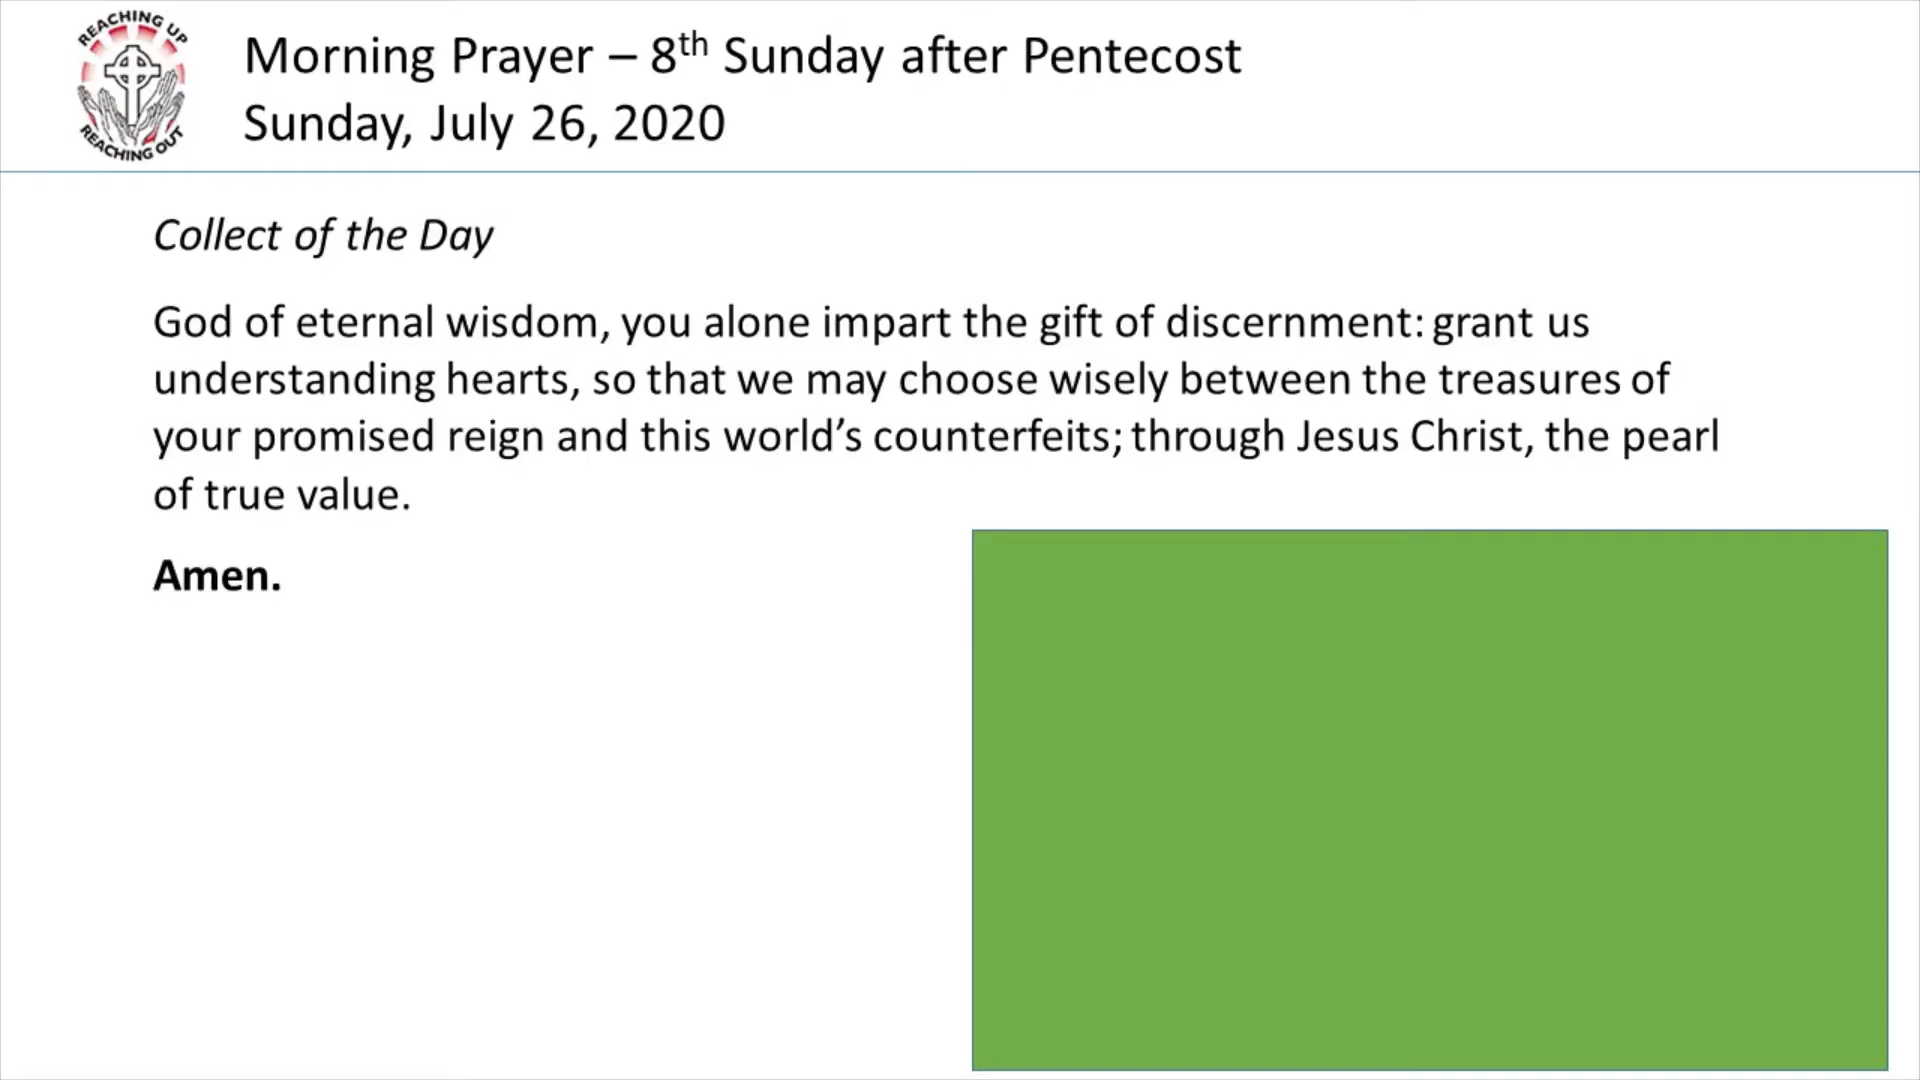 REACHING UP
REACHING OUT
Morning Prayer – 8th Sunday after Pentecost
Sunday, July 26, 2020
Collect of the Day
God of eternal wisdom, you alone impart the gift of discernment: grant us
understanding hearts, so that we may choose wisely between the treasures of
your promised reign and this world’s counterfeits; through Jesus Christ, the pearl
of true value.
Amen.